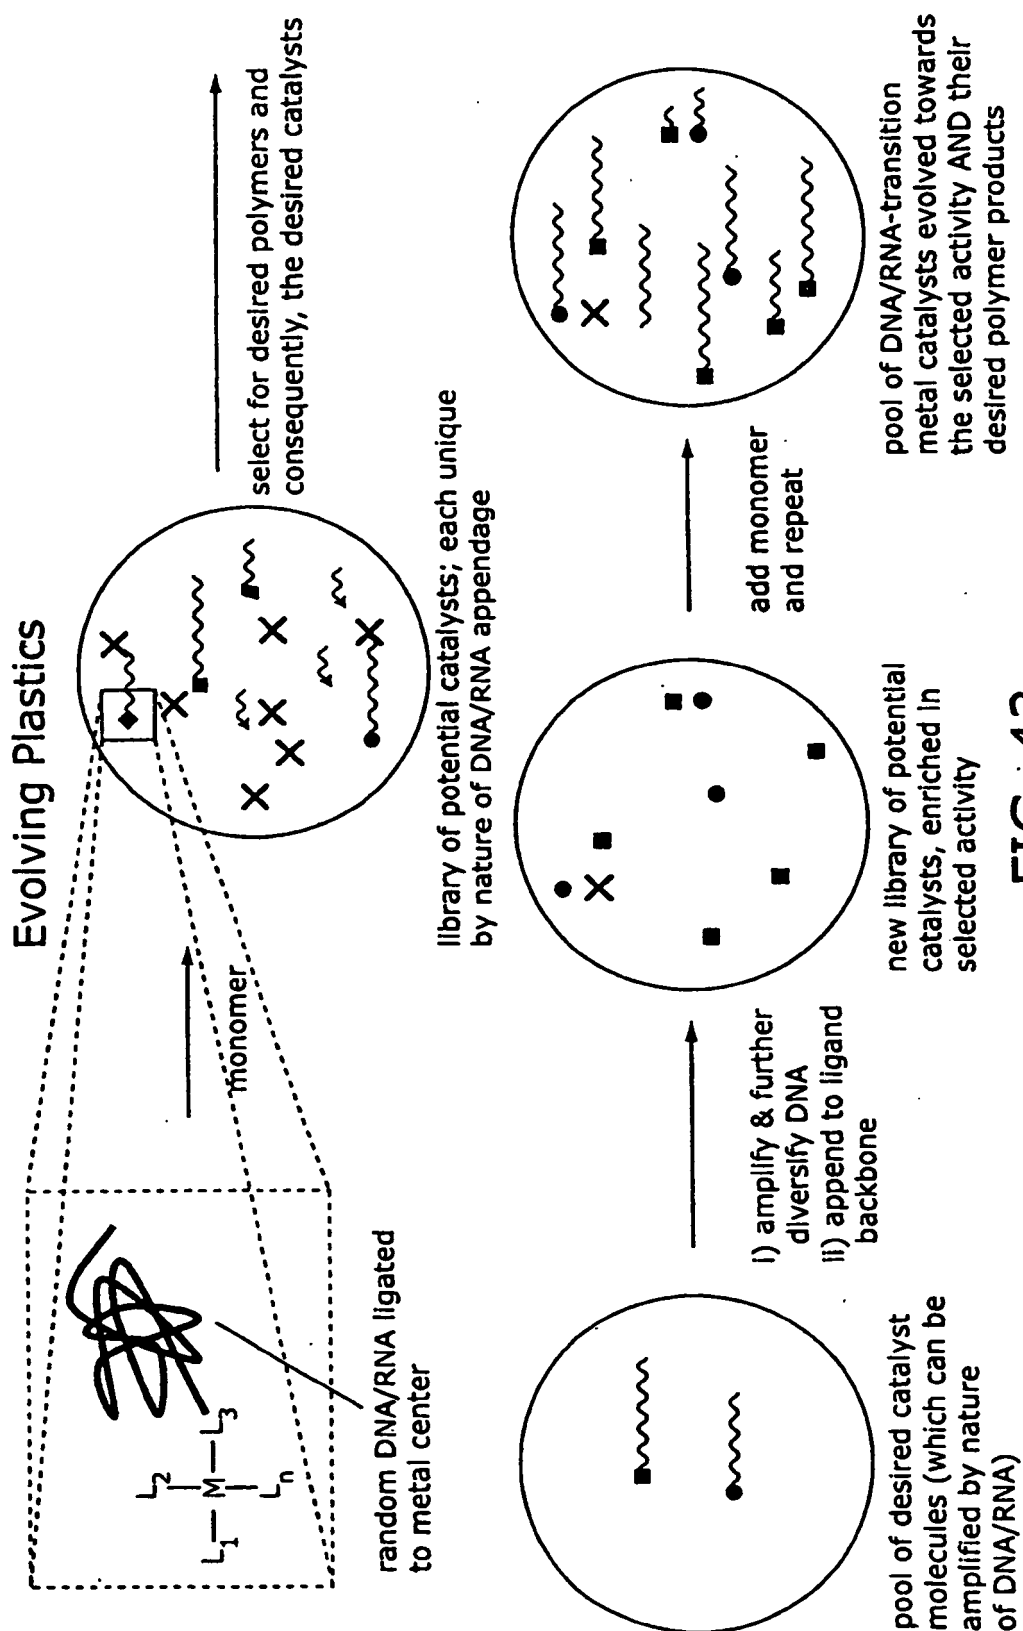 Evolving Plastics
L1
L2
M
L3
Ln
random DNA/RNA ligated
to metal center
monomer
library of potential catalysts; each unique
by nature of DNA/RNA appendage
select for desired polymers and
consequently, the desired catalysts
pool of desired catalyst
molecules (which can be
amplified by nature
of DNA/RNA)
i) amplify & further
diversify DNA
ii) append to ligand
backbone
new library of potential
catalysts, enriched in
selected activity
add monomer
and repeat
pool of DNA/RNA-transition
metal catalysts evolved towards
the selected activity AND their
desired polymer products